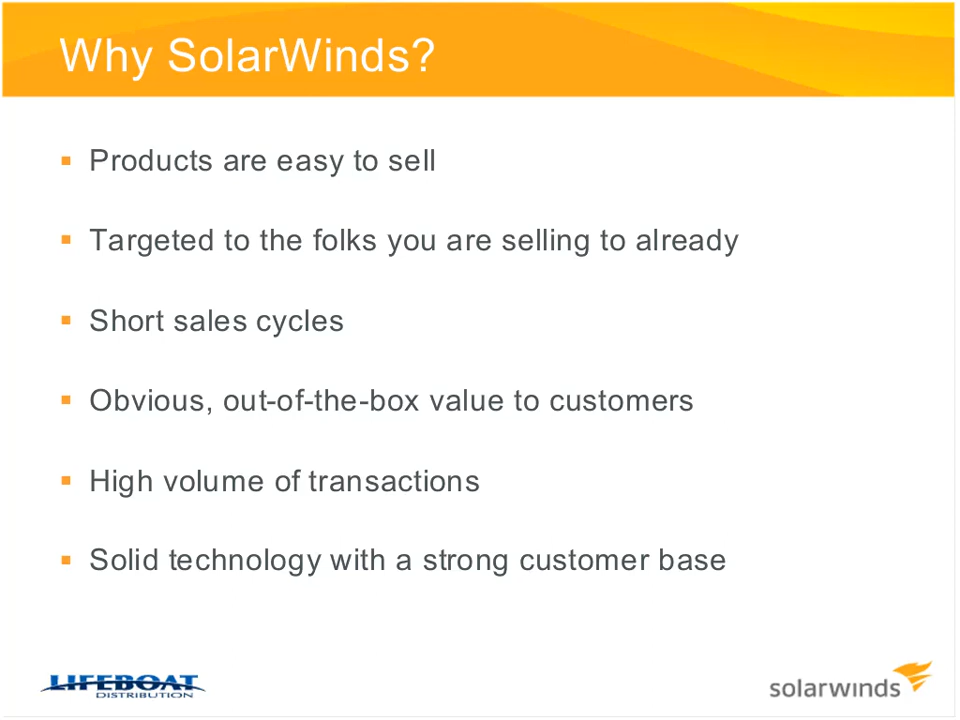 Why SolarWinds?
Products are easy to sell
Targeted to the folks you are selling to already
Short sales cycles
Obvious, out-of-the-box value to customers
High volume of transactions
Solid technology with a strong customer base
LIFEBOAT
DISTRIBUTION
solarwinds